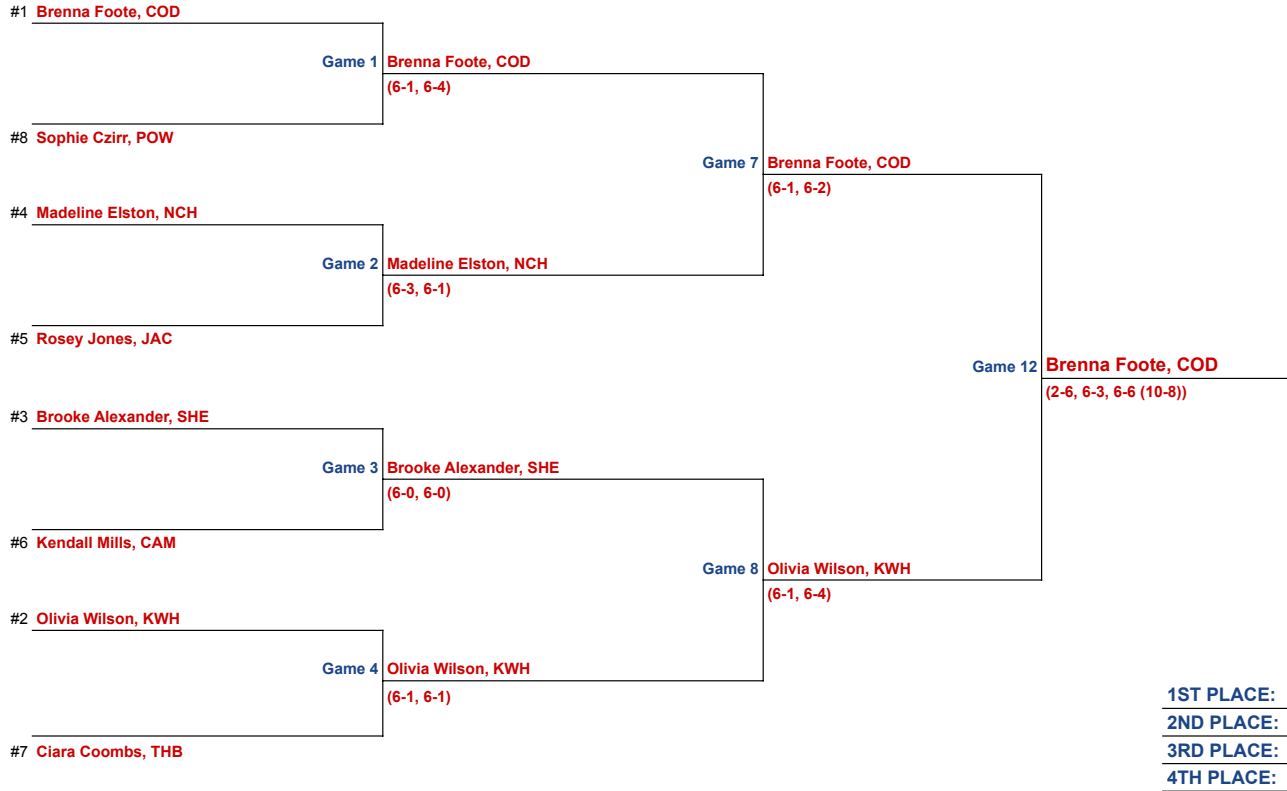 #1 Brenna Foote, COD
Game 1 Brenna Foote, COD
(6-1, 6-4)
#8 Sophie Czirr, POW
Game 7 Brenna Foote, COD
(6-1, 6-2)
#4 Madeline Elston, NCH
Game 2 Madeline Elston, NCH
(6-3, 6-1)
#5 Rosey Jones, JAC
Game 12 Brenna Foote, COD
(2-6, 6-3, 6-6 (10-8))
#3 Brooke Alexander, SHE
Game 3 Brooke Alexander, SHE
(6-0, 6-0)
#6 Kendall Mills, CAM
Game 8 Olivia Wilson, KWH
(6-1, 6-4)
#2 Olivia Wilson, KWH
Game 4 Olivia Wilson, KWH
(6-1, 6-1)
#7 Ciara Coombs, THB
1ST PLACE:
2ND PLACE:
3RD PLACE:
4TH PLACE: